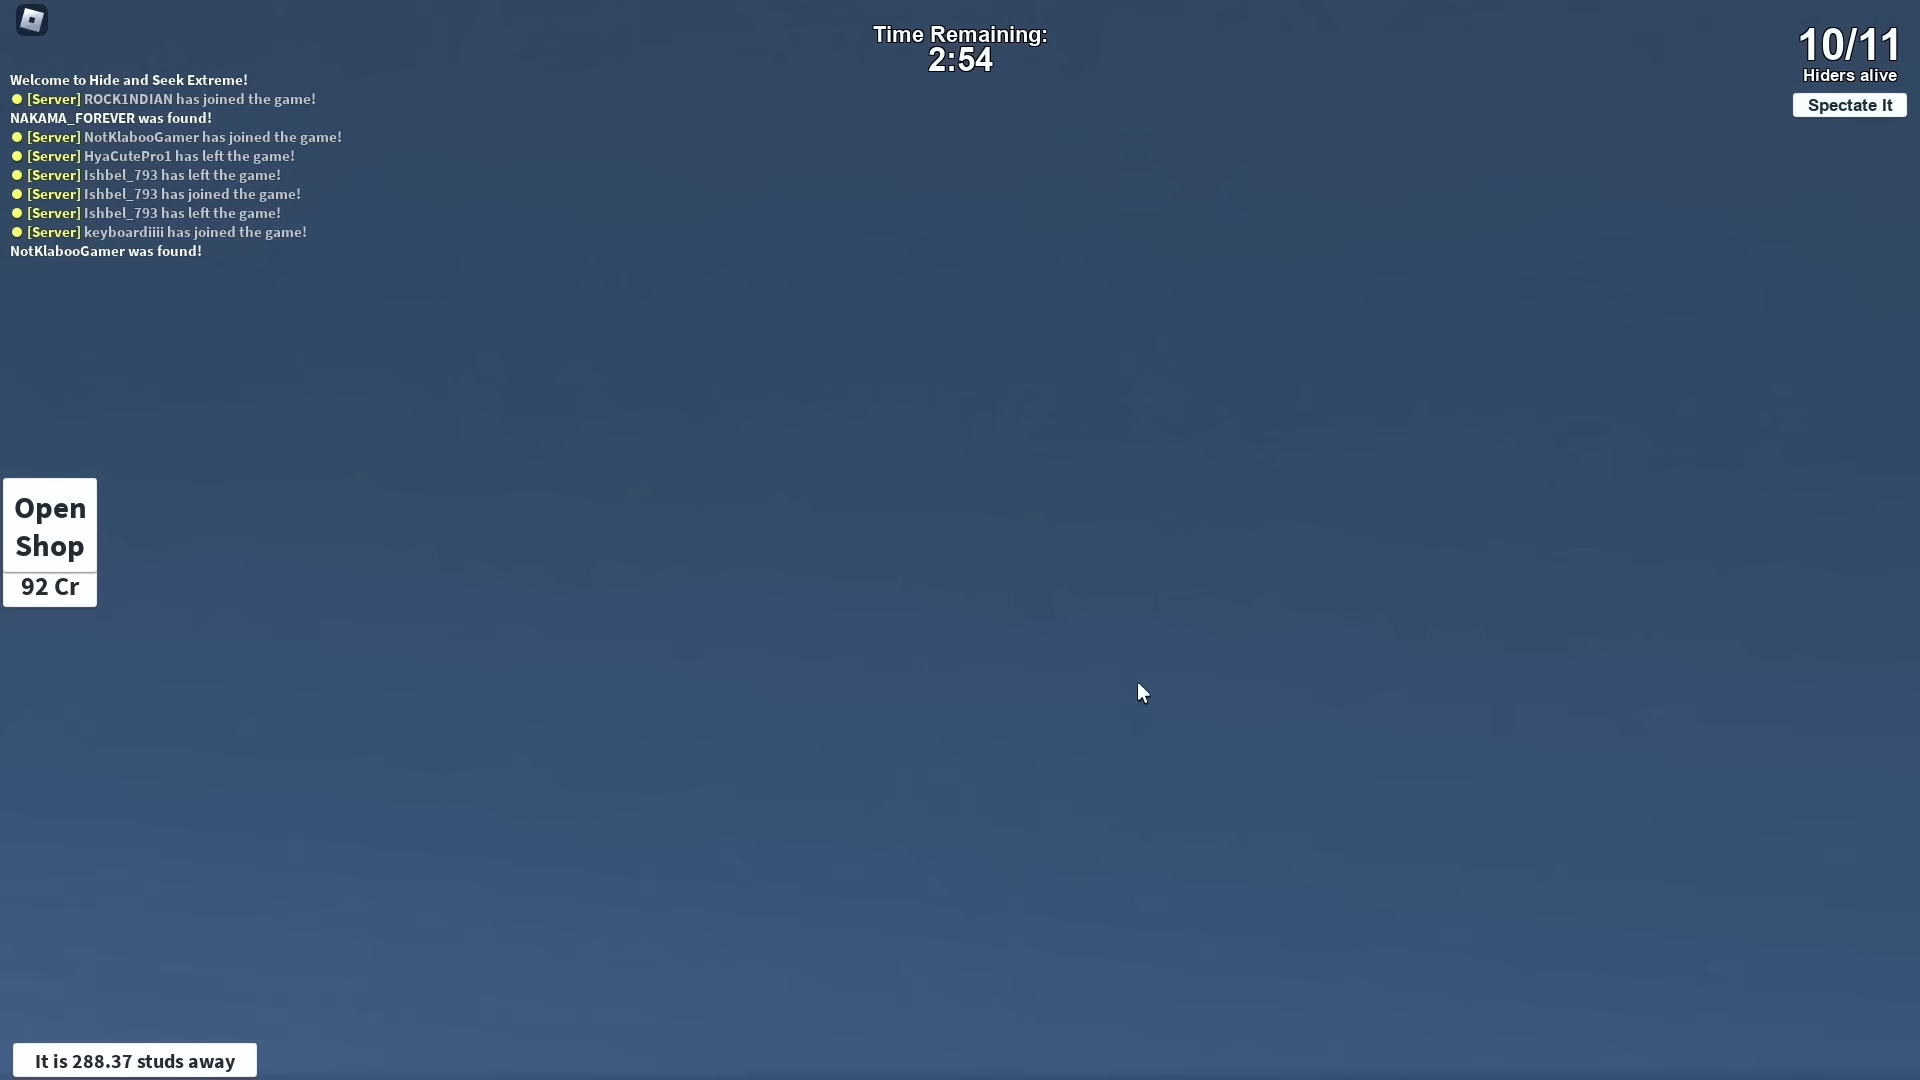 Time Remaining:
2:54
10/11
Hiders alive
Spectate It
Welcome to Hide and Seek Extreme!
[Server] ROCK1NDIAN has joined the game!
NAKAMA_FOREVER was found!
[Server] NotKlabooGamer has joined the game!
[Server] HyaCutePro1 has left the game!
[Server] Ishbel_793 has left the game!
[Server] Ishbel_793 has joined the game!
[Server] Ishbel_793 has left the game!
[Server] keyboardiiii has joined the game!
NotKlabooGamer was found!
Open
Shop
92 Cr
It is 288.37 studs away